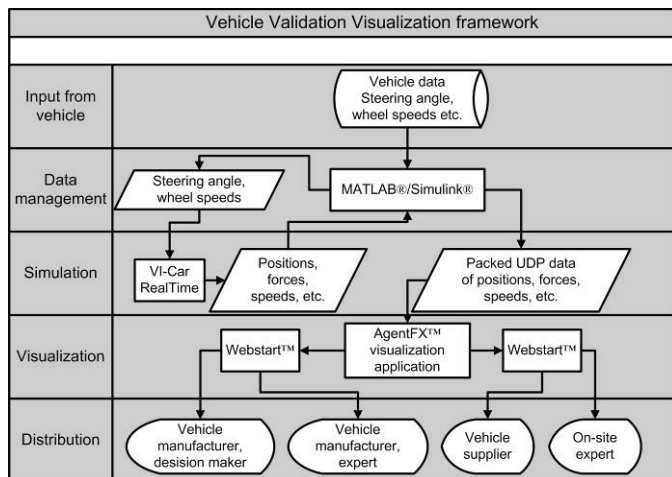 Vehicle Validation Visualization framework
Input from
vehicle
Vehicle data
Steering angle,
wheel speeds etc.
Data
management
Steering angle,
wheel speeds
MATLAB®/Simulink®
Simulation
VI-Car
RealTime
Positions,
forces,
speeds, etc.
Packed UDP data
of positions, forces,
speeds, etc.
Visualization
Webstart™
AgentFX™
visualization
application
Webstart™
Distribution
Vehicle
manufacturer,
desision maker
Vehicle
manufacturer,
expert
Vehicle
supplier
On-site
expert